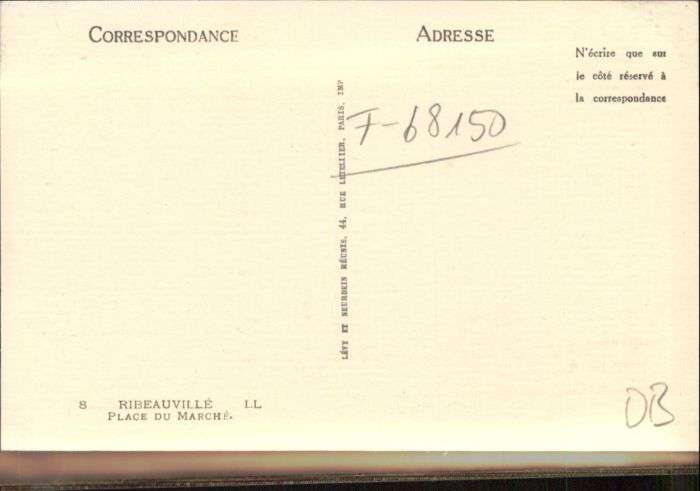 CORRESPONDANCE
ADRESSE
N'écrire que sur
le côté réservé à
la correspondance
F-68150
LÉVY ET NEURDEIN RÉUNIS, 44, RUE LETELLIER, PARIS, IMP
8 RIBEAUVILLÉ LL
PLACE DU MARCHÉ.
DB